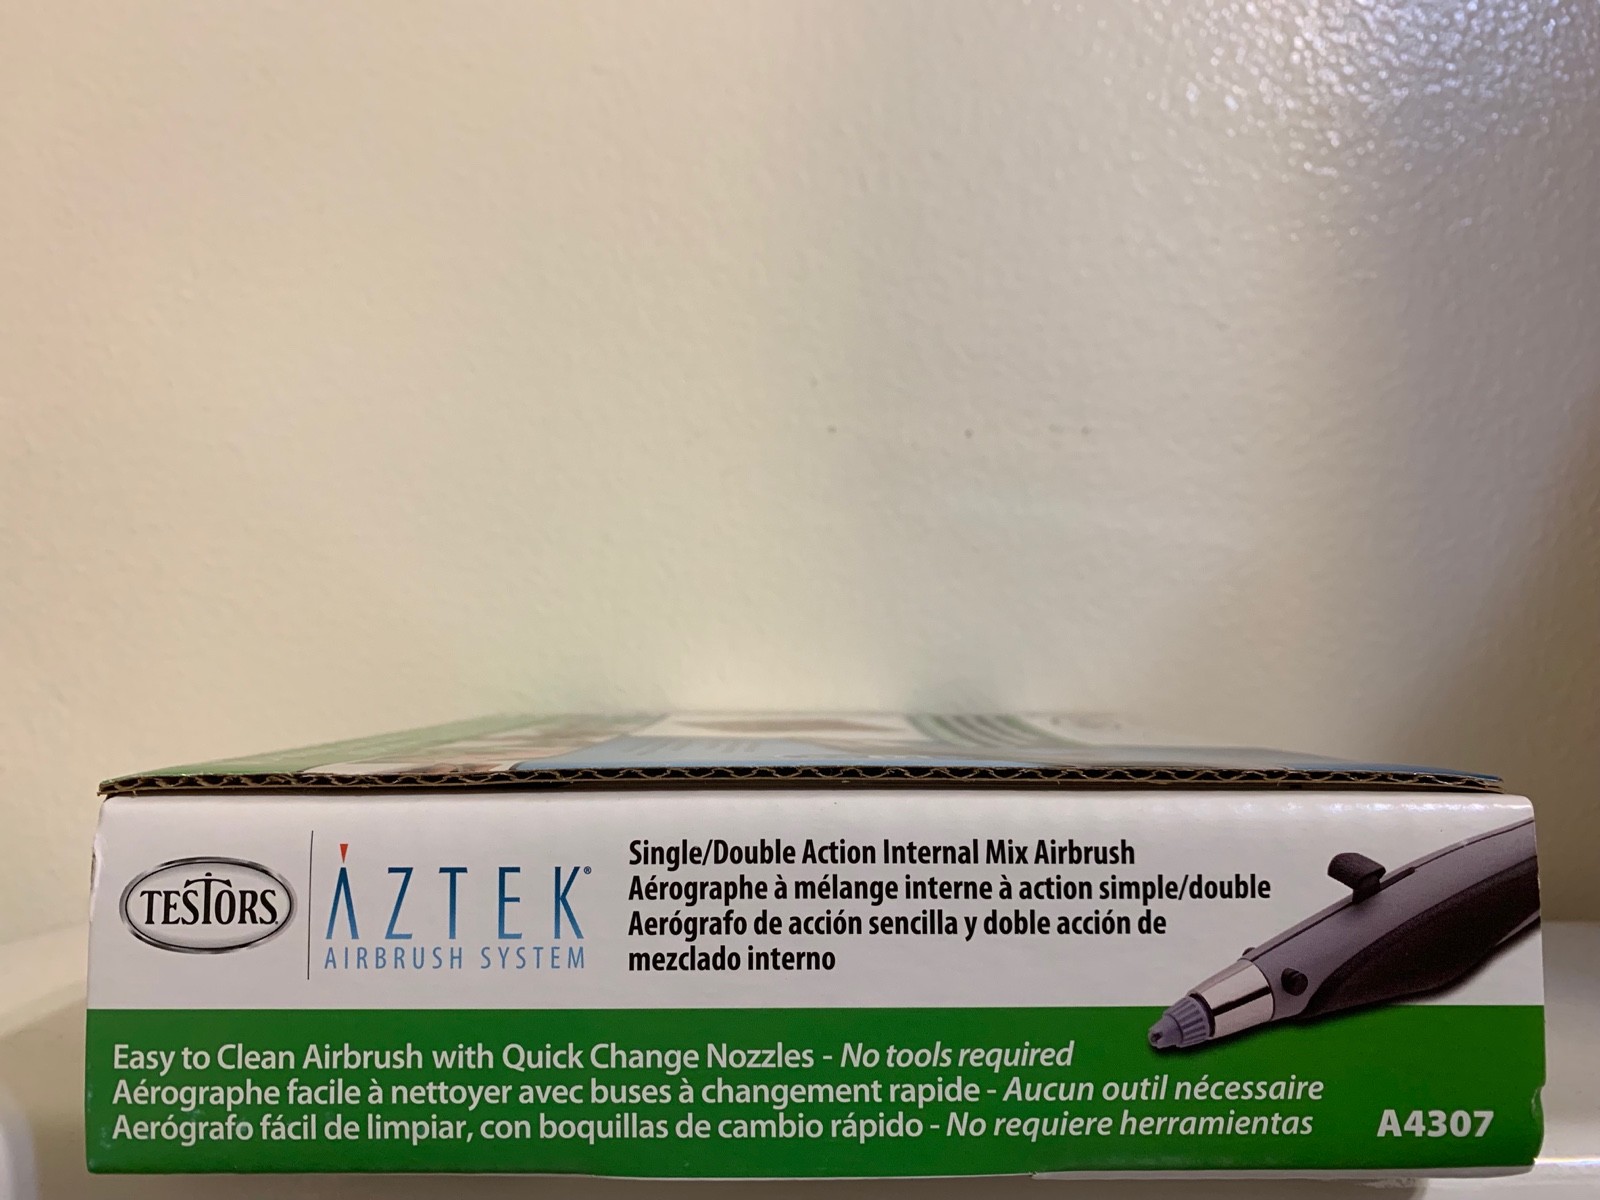 TESTORS
AZTEK®
AIRBRUSH SYSTEM
Single/Double Action Internal Mix Airbrush
Aérographe à mélange interne à action simple/double
Aerógrafo de acción sencilla y doble acción de
mezclado interno
Easy to Clean Airbrush with Quick Change Nozzles - No tools required
Aérographe facile à nettoyer avec buses à changement rapide - Aucun outil nécessaire
Aerógrafo fácil de limpiar, con boquillas de cambio rápido - No requiere herramientas
A4307